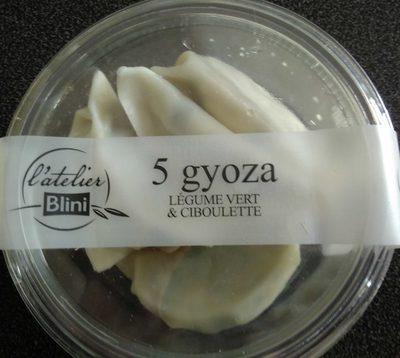 l'atelier
Blini
5 gyoza
LÉGUME VERT
& CIBOULETTE